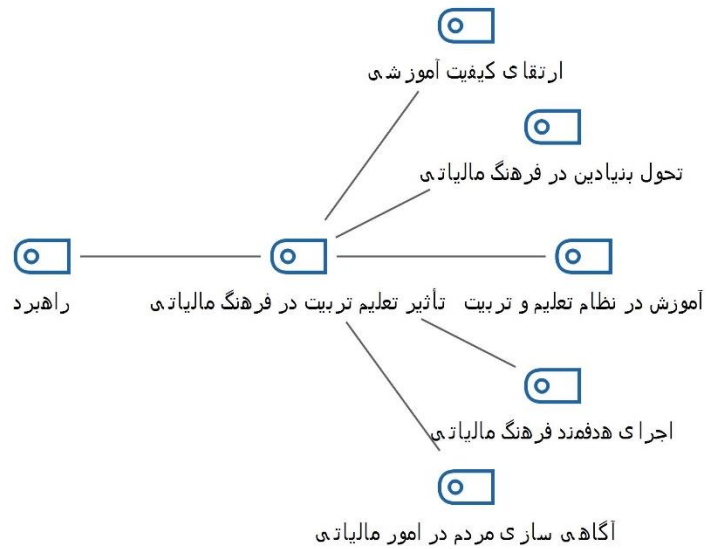 ارتقای کیفیت آموزشی
تحول بنیادین در فرهنگ مالیاتی
راهبرد
تأثیر تعلیم تربیت در فرهنگ مالیاتی
آموزش در نظام تعلیم و تربیت
اجرای هدفمند فرهنگ مالیاتی
آگاهی سازی مردم در امور مالیاتی